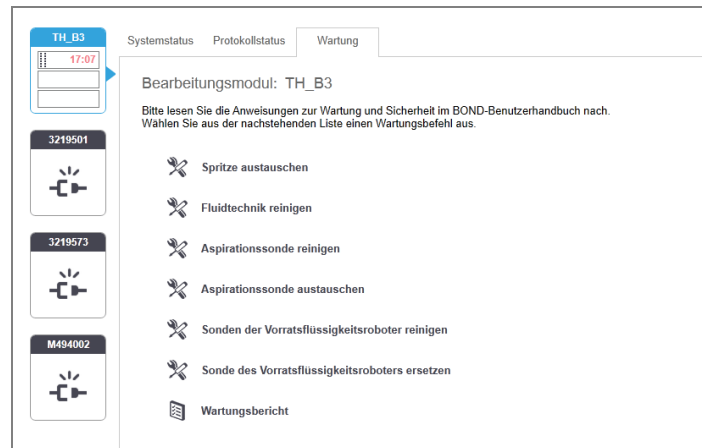 TH_B3
17:07
3219501
3219573
M494002
Systemstatus Protokollstatus Wartung
Bearbeitungsmodul: TH_B3
Bitte lesen Sie die Anweisungen zur Wartung und Sicherheit im BOND-Benutzerhandbuch nach.
Wählen Sie aus der nachstehenden Liste einen Wartungsbefehl aus.
Spritze austauschen
Fluidtechnik reinigen
Aspirationssonde reinigen
Aspirationssonde austauschen
Sonden der Vorratsflüssigkeitsroboter reinigen
Sonde des Vorratsflüssigkeitsroboters ersetzen
Wartungsbericht